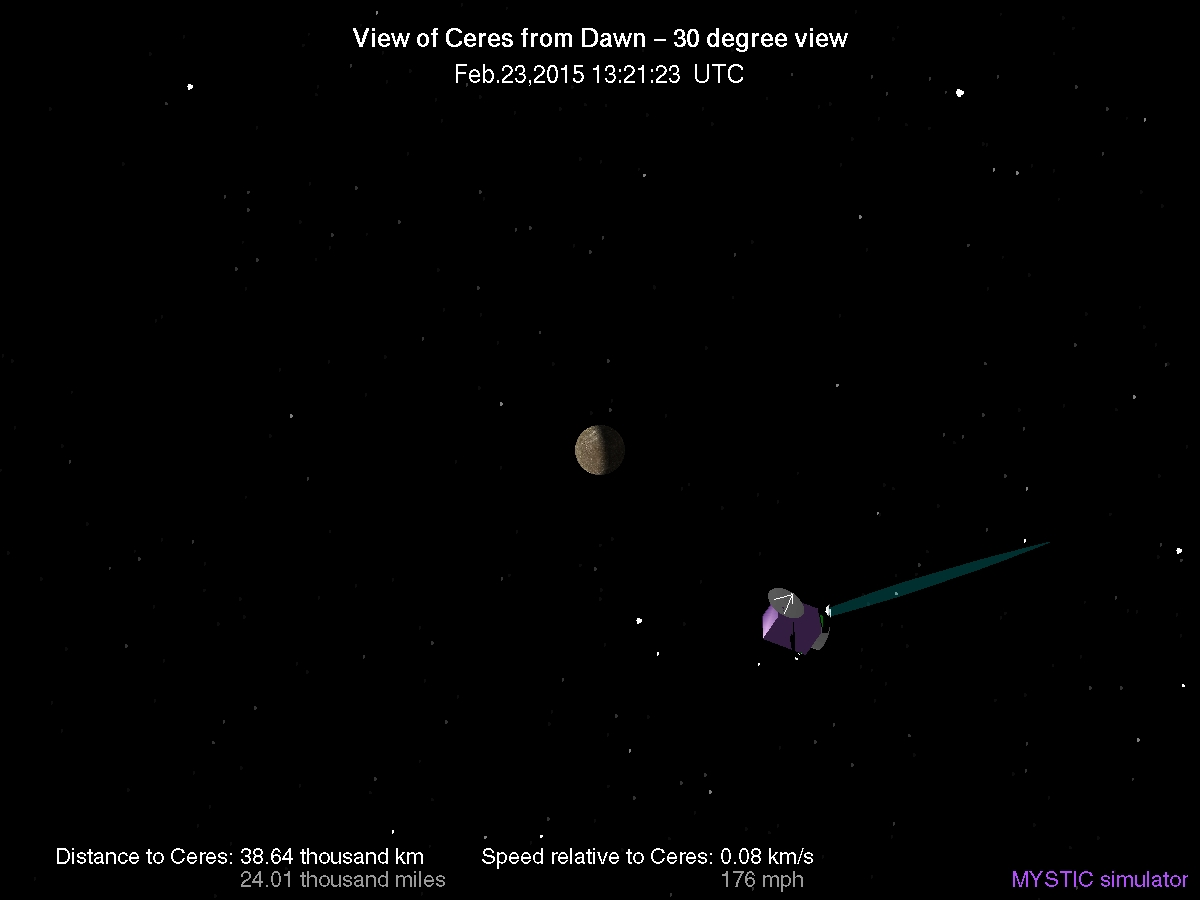 View of Ceres from Dawn – 30 degree view
Feb.23,2015 13:21:23 UTC
Distance to Ceres: 38.64 thousand km
24.01 thousand miles
Speed relative to Ceres: 0.08 km/s
176 mph
MYSTIC simulator